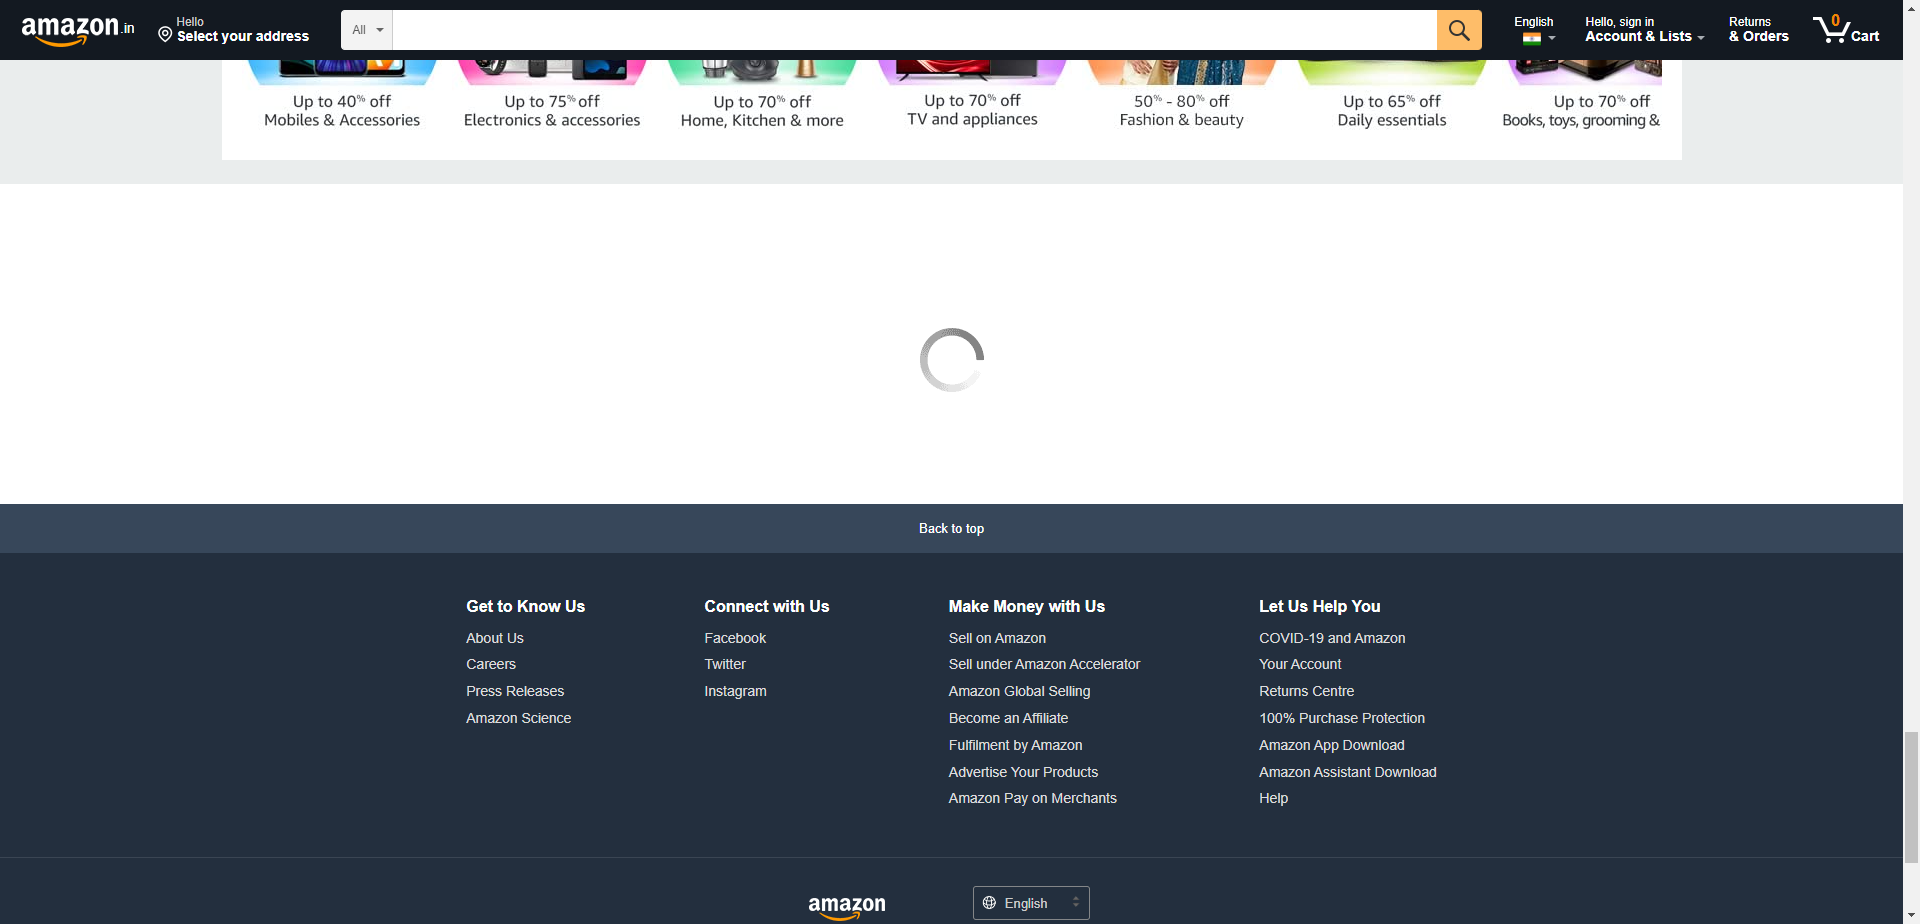 amazon.in
Hello
Select your address
All
English
Hello, sign in
Account & Lists
Returns
& Orders
0
Cart
Up to 40% off
Mobiles & Accessories
Up to 75% off
Electronics & accessories
Up to 70% off
Home, Kitchen & more
Up to 70% off
TV and appliances
50% - 80% off
Fashion & beauty
Up to 65% off
Daily essentials
Up to 70% off
Books, toys, grooming &
Back to top
Get to Know Us
About Us
Careers
Press Releases
Amazon Science
Connect with Us
Facebook
Twitter
Instagram
Make Money with Us
Sell on Amazon
Sell under Amazon Accelerator
Amazon Global Selling
Become an Affiliate
Fulfilment by Amazon
Advertise Your Products
Amazon Pay on Merchants
Let Us Help You
COVID-19 and Amazon
Your Account
Returns Centre
100% Purchase Protection
Amazon App Download
Amazon Assistant Download
Help
amazon
English